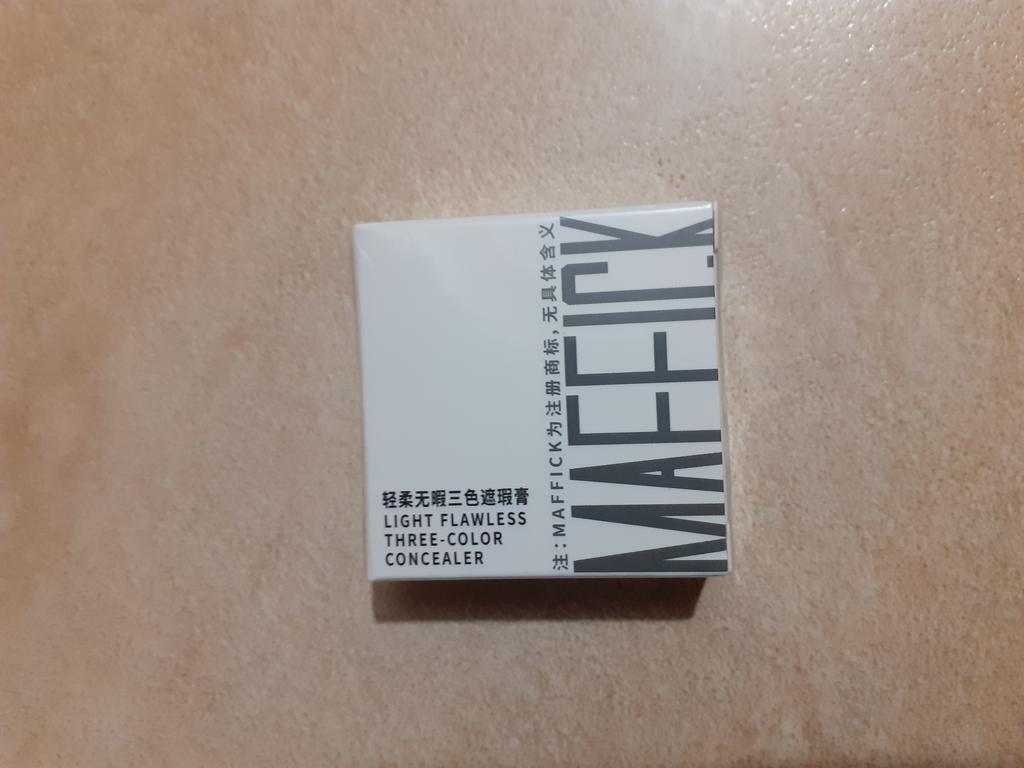 轻柔无暇三色遮瑕膏
LIGHT FLAWLESS
THREE-COLOR
CONCEALER
注:MAFFICK为注册商标,无具体含义
MAFFICK